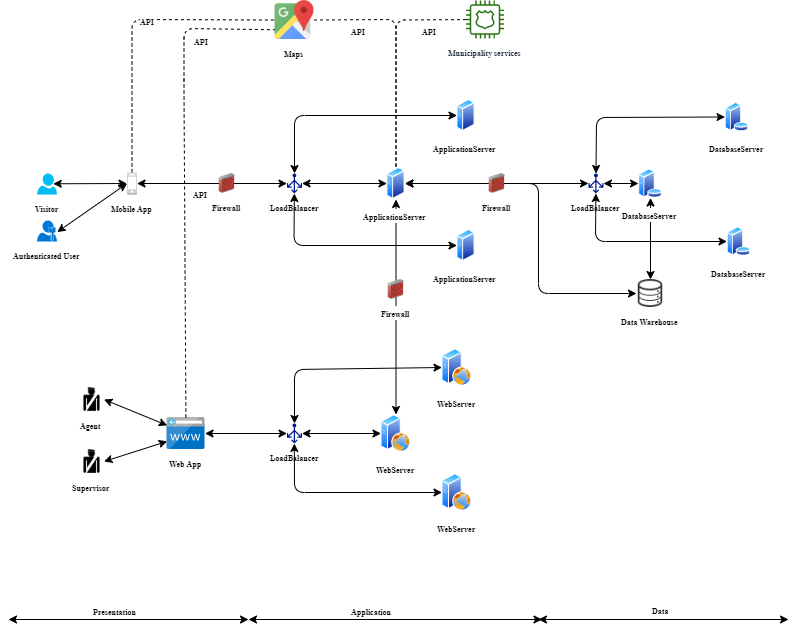 G
API
API
API
API
Maps
Municipality services
ApplicationServer
DatabaseServer
API
Visitor
Mobile App
Firewall
LoadBalancer
ApplicationServer
Firewall
LoadBalancer
DatabaseServer
Authenticated User
ApplicationServer
DatabaseServer
Firewall
Data Warehouse
WebServer
Agent
WWW
Web App
LoadBalancer
WebServer
Supervisor
WebServer
Presentation
Application
Data